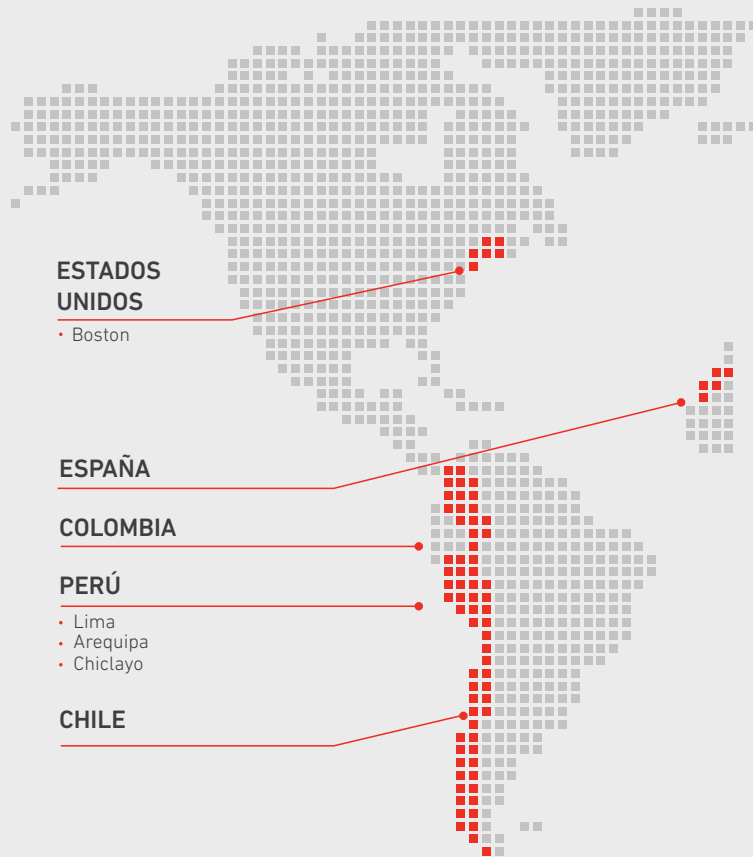 ESTADOS
UNIDOS
• Boston
ESPAÑA
COLOMBIA
PERÚ
• Lima
• Arequipa
• Chiclayo
CHILE